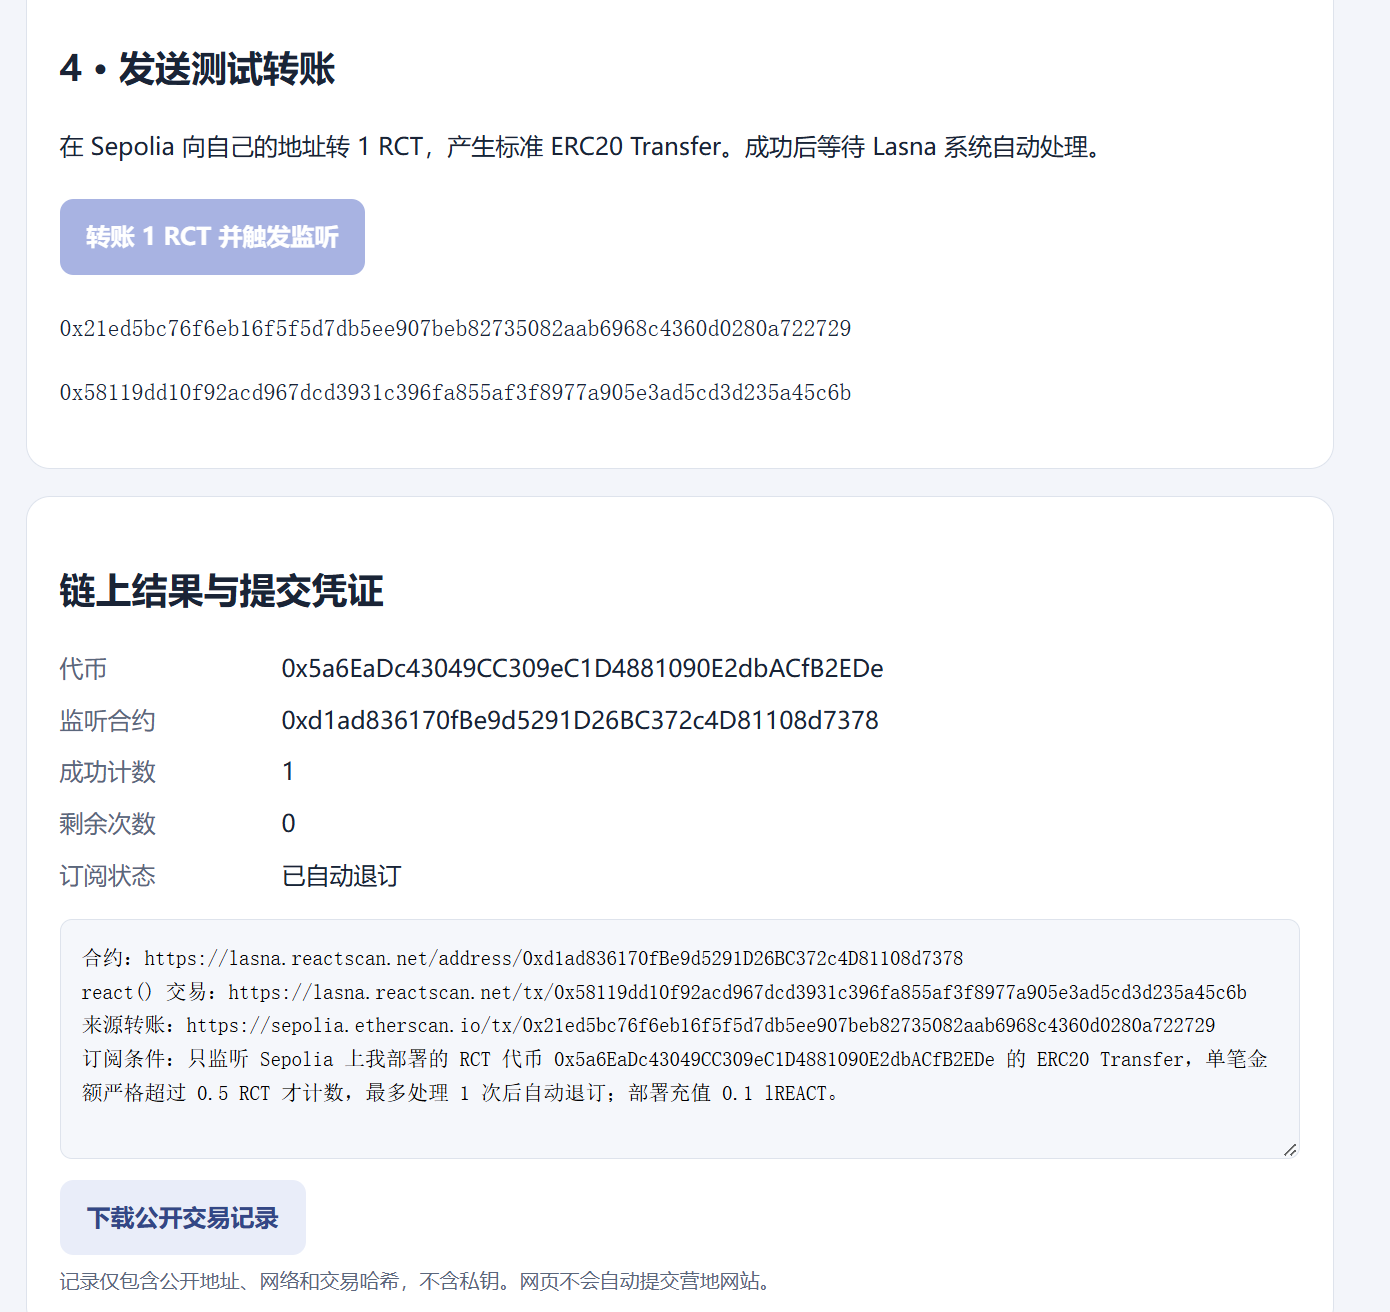 4 • 发送测试转账
在 Sepolia 向自己的地址转 1 RCT，产生标准 ERC20 Transfer。成功后等待 Lasna 系统自动处理。
转账 1 RCT 并触发监听
0x21ed5bc76f6eb16f5f5d7db5ee907beb82735082aab6968c4360d0280a722729
0x58119dd10f92acd967dcd3931c396fa855af3f8977a905e3ad5cd3d235a45c6b
链上结果与提交凭证
代币 0x5a6EaDc43049CC309eC1D4881090E2dbACfB2EDe
监听合约 0xd1ad836170fBe9d5291D26BC372c4D81108d7378
成功计数 1
剩余次数 0
订阅状态 已自动退订
合约：https://lasna.reactscan.net/address/0xd1ad836170fBe9d5291D26BC372c4D81108d7378
react() 交易：https://lasna.reactscan.net/tx/0x58119dd10f92acd967dcd3931c396fa855af3f8977a905e3ad5cd3d235a45c6b
来源转账：https://sepolia.etherscan.io/tx/0x21ed5bc76f6eb16f5f5d7db5ee907beb82735082aab6968c4360d0280a722729
订阅条件：只监听 Sepolia 上我部署的 RCT 代币 0x5a6EaDc43049CC309eC1D4881090E2dbACfB2EDe 的 ERC20 Transfer，单笔金
额严格超过 0.5 RCT 才计数，最多处理 1 次后自动退订；部署充值 0.1 lREACT。
下载公开交易记录
记录仅包含公开地址、网络和交易哈希，不含私钥。网页不会自动提交营地网站。